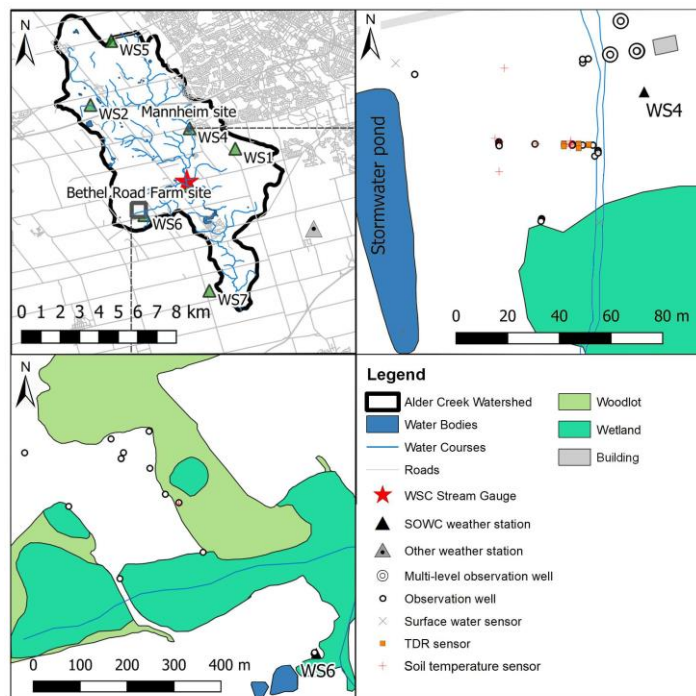 N
WS5
WS2
Mannheim site
WS4
WS1
Bethel Road Farm site
WS6
WS7
0 1 2 3 4 5 6 7 8 km
N
Stormwater pond
WS4
0 20 40 60 80 m
N
WS6
0 100 200 300 400 m
Legend
Alder Creek Watershed
Water Bodies
Water Courses
Roads
WSC Stream Gauge
SOWC weather station
Other weather station
Multi-level observation well
Observation well
Surface water sensor
TDR sensor
Soil temperature sensor
Woodlot
Wetland
Building